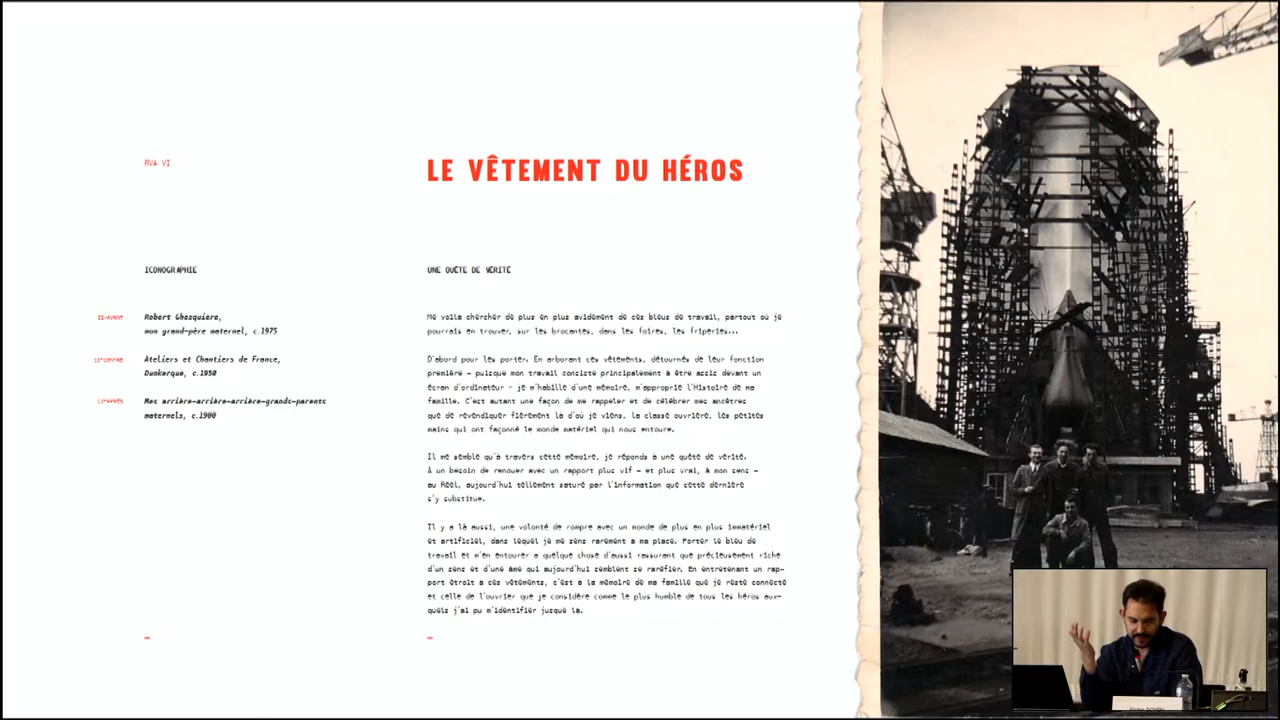 RVA VI
LE VÊTEMENT DU HÉROS
ICONOGRAPHIE
CI-AVANT
Robert Ghesquiere,
mon grand-père maternel, c.1975
CI-CONTRE
Ateliers et Chantiers de France,
Dunkerque, c.1950
CI-APRÈS
Mes arrière-arrière-arrière-grands-parents
maternels, c.1900
UNE QUÊTE DE VÉRITÉ
Me voila chercher de plus en plus avidement de ces bleus de travail, partout où je
pourrais en trouver, sur les brocantes, dans les foires, les friperies...
D'abord pour les porter. En arborant ces vêtements, détournés de leur fonction
première – puisque mon travail consiste principalement à être assis devant un
écran d'ordinateur – je m'habille d'une mémoire, m'approprie l'Histoire de ma
famille. C'est autant une façon de me rappeler et de célébrer mes ancêtres
que de revendiquer fièrement là d'où je viens, la classe ouvrière, les petites
mains qui ont façonné le monde matériel qui nous entoure.
Il me semble qu'à travers cette mémoire, je réponds à une quête de vérité.
À un besoin de renouer avec un rapport plus vif – et plus vrai, à mon sens –
au Réel, aujourd'hui tellement saturé par l'information que cette dernière
s'y substitue.
Il y a là aussi, une volonté de rompre avec un monde de plus en plus immatériel
et artificiel, dans lequel je me sens rarement à ma place. Porter le bleu de
travail et m'en entourer a quelque chose d'aussi rassurant que précieusement riche
d'un sens et d'une âme qui aujourd'hui semblent se raréfier. En entretenant un rap-
port étroit a ces vêtements, c'est a la mémoire de ma famille que je reste connecté
et celle de l'ouvrier que je considère comme le plus humble de tous les héros aux-
quels j'ai pu m'identifier jusque là.